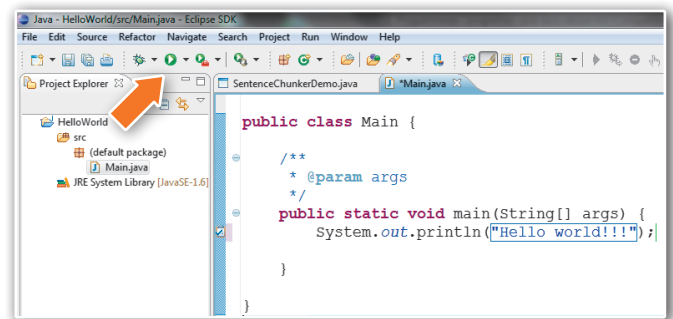 Java - HelloWorld/src/Main.java - Eclipse SDK
File Edit Source Refactor Navigate Search Project Run Window Help
Project Explorer
SentenceChunkerDemo.java
*Main.java
HelloWorld
src
(default package)
Main.java
JRE System Library [JavaSE-1.6]
public class Main {
/**
* @param args
*/
public static void main(String[] args) {
System.out.println("Hello world!!!");
}
}